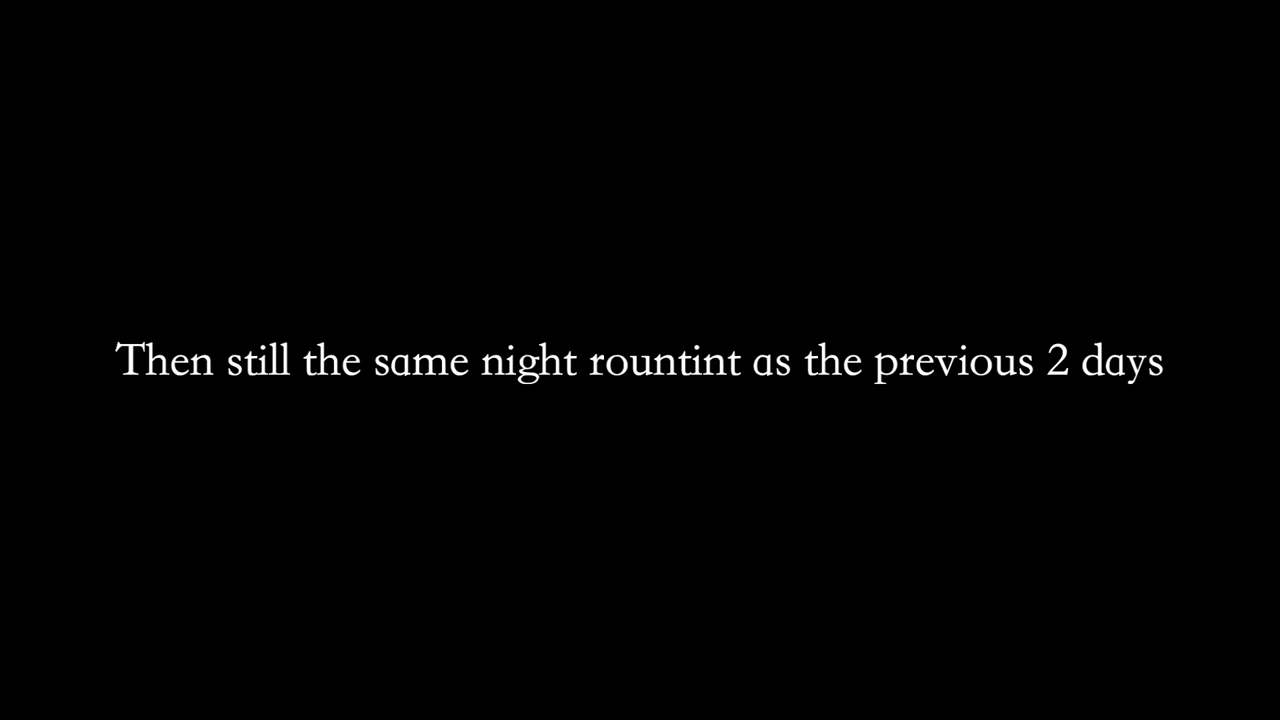 Then still the same night rountint as the previous 2 days